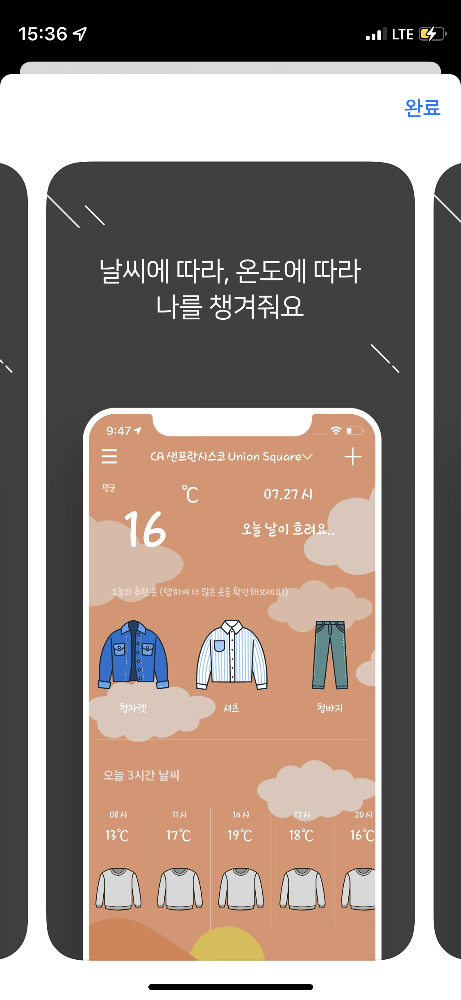 15:36
LTE
완료
날씨에 따라, 온도에 따라
나를 챙겨줘요
9:47
CA 샌프란시스코 Union Square
평균
℃
07.27 시
16
오늘 날이 흐려요..
오늘의 추천 옷 (탭하여 더 많은 옷을 확인해보세요!)
청자켓
셔츠
청바지
오늘 3시간 날씨
08 시
11 시
14 시
17 시
20 시
13℃
17℃
19℃
18℃
16℃